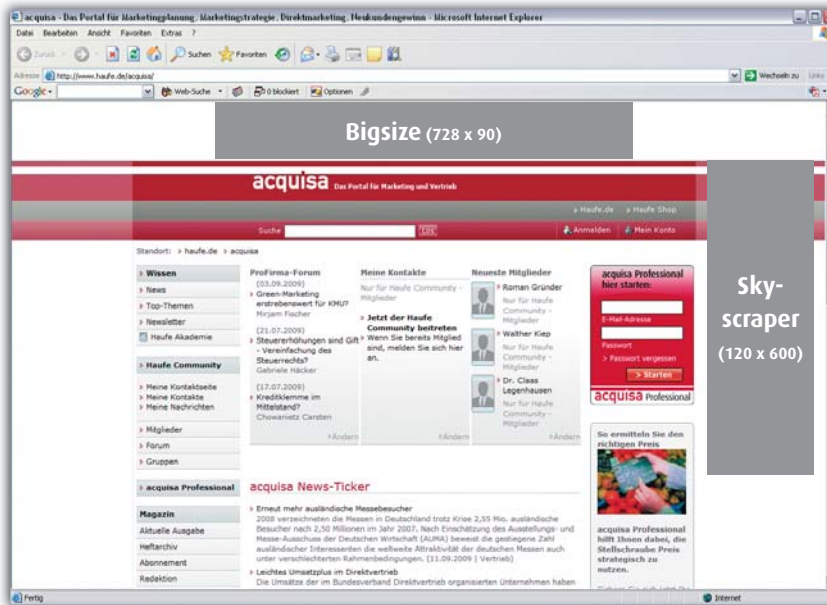 acquisa - Das Portal für Marketingplanung, Marketingstrategie, Direktmarketing, Neukundengewinn - Microsoft Internet Explorer
Datei Bearbeiten Ansicht Favoriten Extras ?
Zurück Suchen Favoriten
Adresse http://www.haufe.de/acquisa/ Wechseln zu Links
Google Web-Suche 0 blockiert Optionen
Bigsize (728 x 90)
acquisa Das Portal für Marketing und Vertrieb
› Haufe.de › Haufe Shop
Suche LOS Anmelden Mein Konto
Standort: › haufe.de › acquisa
› Wissen
› News
› Top-Themen
› Newsletter
Haufe Akademie
› Haufe Community
› Meine Kontaktseite
› Meine Kontakte
› Meine Nachrichten
› Mitglieder
› Forum
› Gruppen
› acquisa Professional
Magazin
Aktuelle Ausgabe
Heftarchiv
Abonnement
Redaktion
ProFirma-Forum
(03.09.2009)
› Green-Marketing
erstrebenswert für KMU?
Mirjam Fischer
(21.07.2009)
› Steuererhöhungen sind Gift
- Vereinfachung des
Steuerrechts?
Gabriele Häcker
(17.07.2009)
› Kreditklemme im
Mittelstand?
Chowanietz Carsten
›Ändern
Meine Kontakte
Nur für Haufe Community -
Mitglieder
› Jetzt der Haufe
Community beitreten
Wenn Sie bereits Mitglied
sind, melden Sie sich hier
an.
›Ändern
Neueste Mitglieder
› Roman Gründer
Nur für Haufe
Community -
Mitglieder
› Walther Kiep
Nur für Haufe
Community -
Mitglieder
› Dr. Claas
Legenhausen
Nur für Haufe
Community -
Mitglieder
›Ändern
acquisa News-Ticker
› Erneut mehr ausländische Messebesucher
2008 verzeichneten die Messen in Deutschland trotz Krise 2,55 Mio. ausländische
Besucher nach 2,50 Millionen im Jahr 2007. Nach Einschätzung des Ausstellungs- und
Messe-Ausschuss der Deutschen Wirtschaft (AUMA) beweist die gestiegene Zahl
ausländischer Interessenten die weltweite Attraktivität der deutschen Messen auch
unter verschlechterten Rahmenbedingungen. (11.09.2009 | Vertrieb)
› Leichtes Umsatzplus im Direktvertrieb
Die Umsätze der im Bundesverband Direktvertrieb organisierten Unternehmen haben
acquisa Professional
hier starten:
E-Mail-Adresse
Passwort
› Passwort vergessen
› Starten
acquisa Professional
So ermitteln Sie den
richtigen Preis
acquisa Professional
hilft Ihnen dabei, die
Stellschraube Preis
strategisch zu
nutzen.
Sky-
scraper
(120 x 600)
Fertig Internet